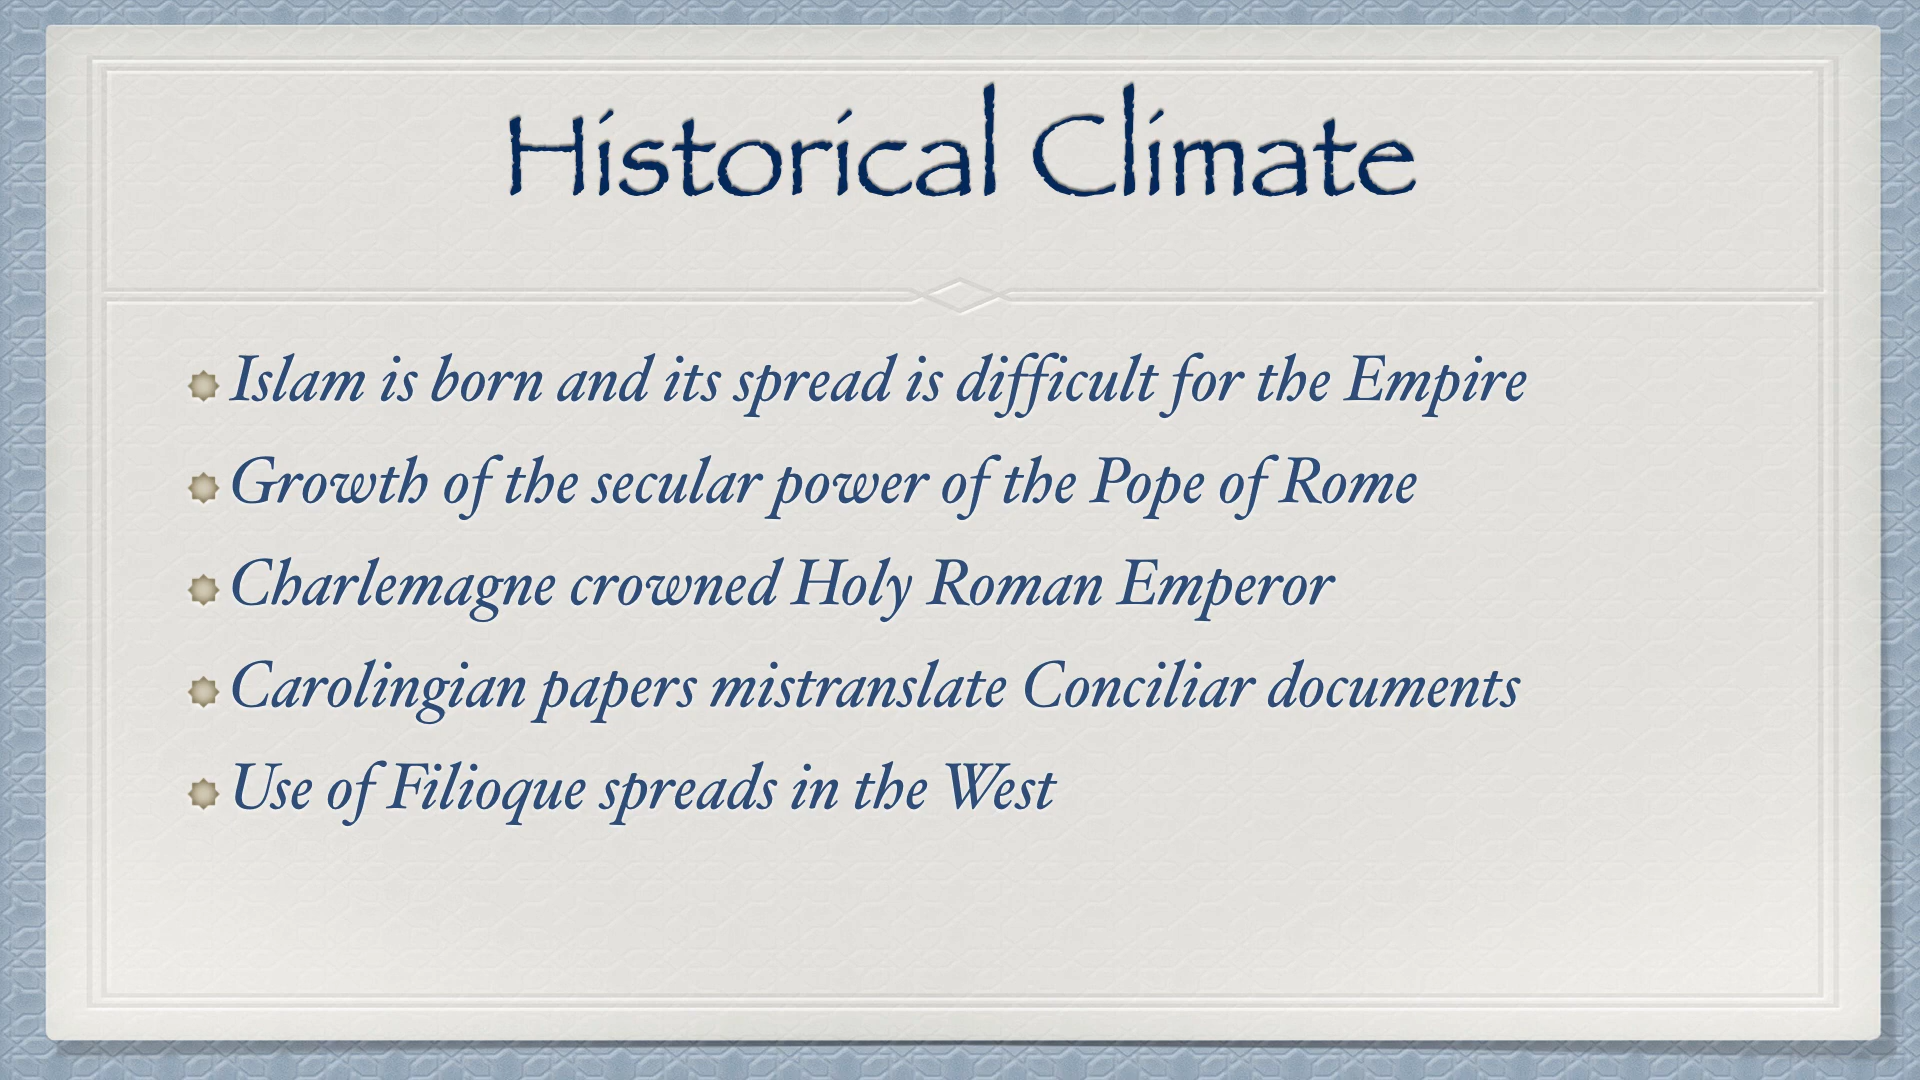 Historical Climate
Islam is born and its spread is difficult for the Empire
Growth of the secular power of the Pope of Rome
Charlemagne crowned Holy Roman Emperor
Carolingian papers mistranslate Conciliar documents
Use of Filioque spreads in the West